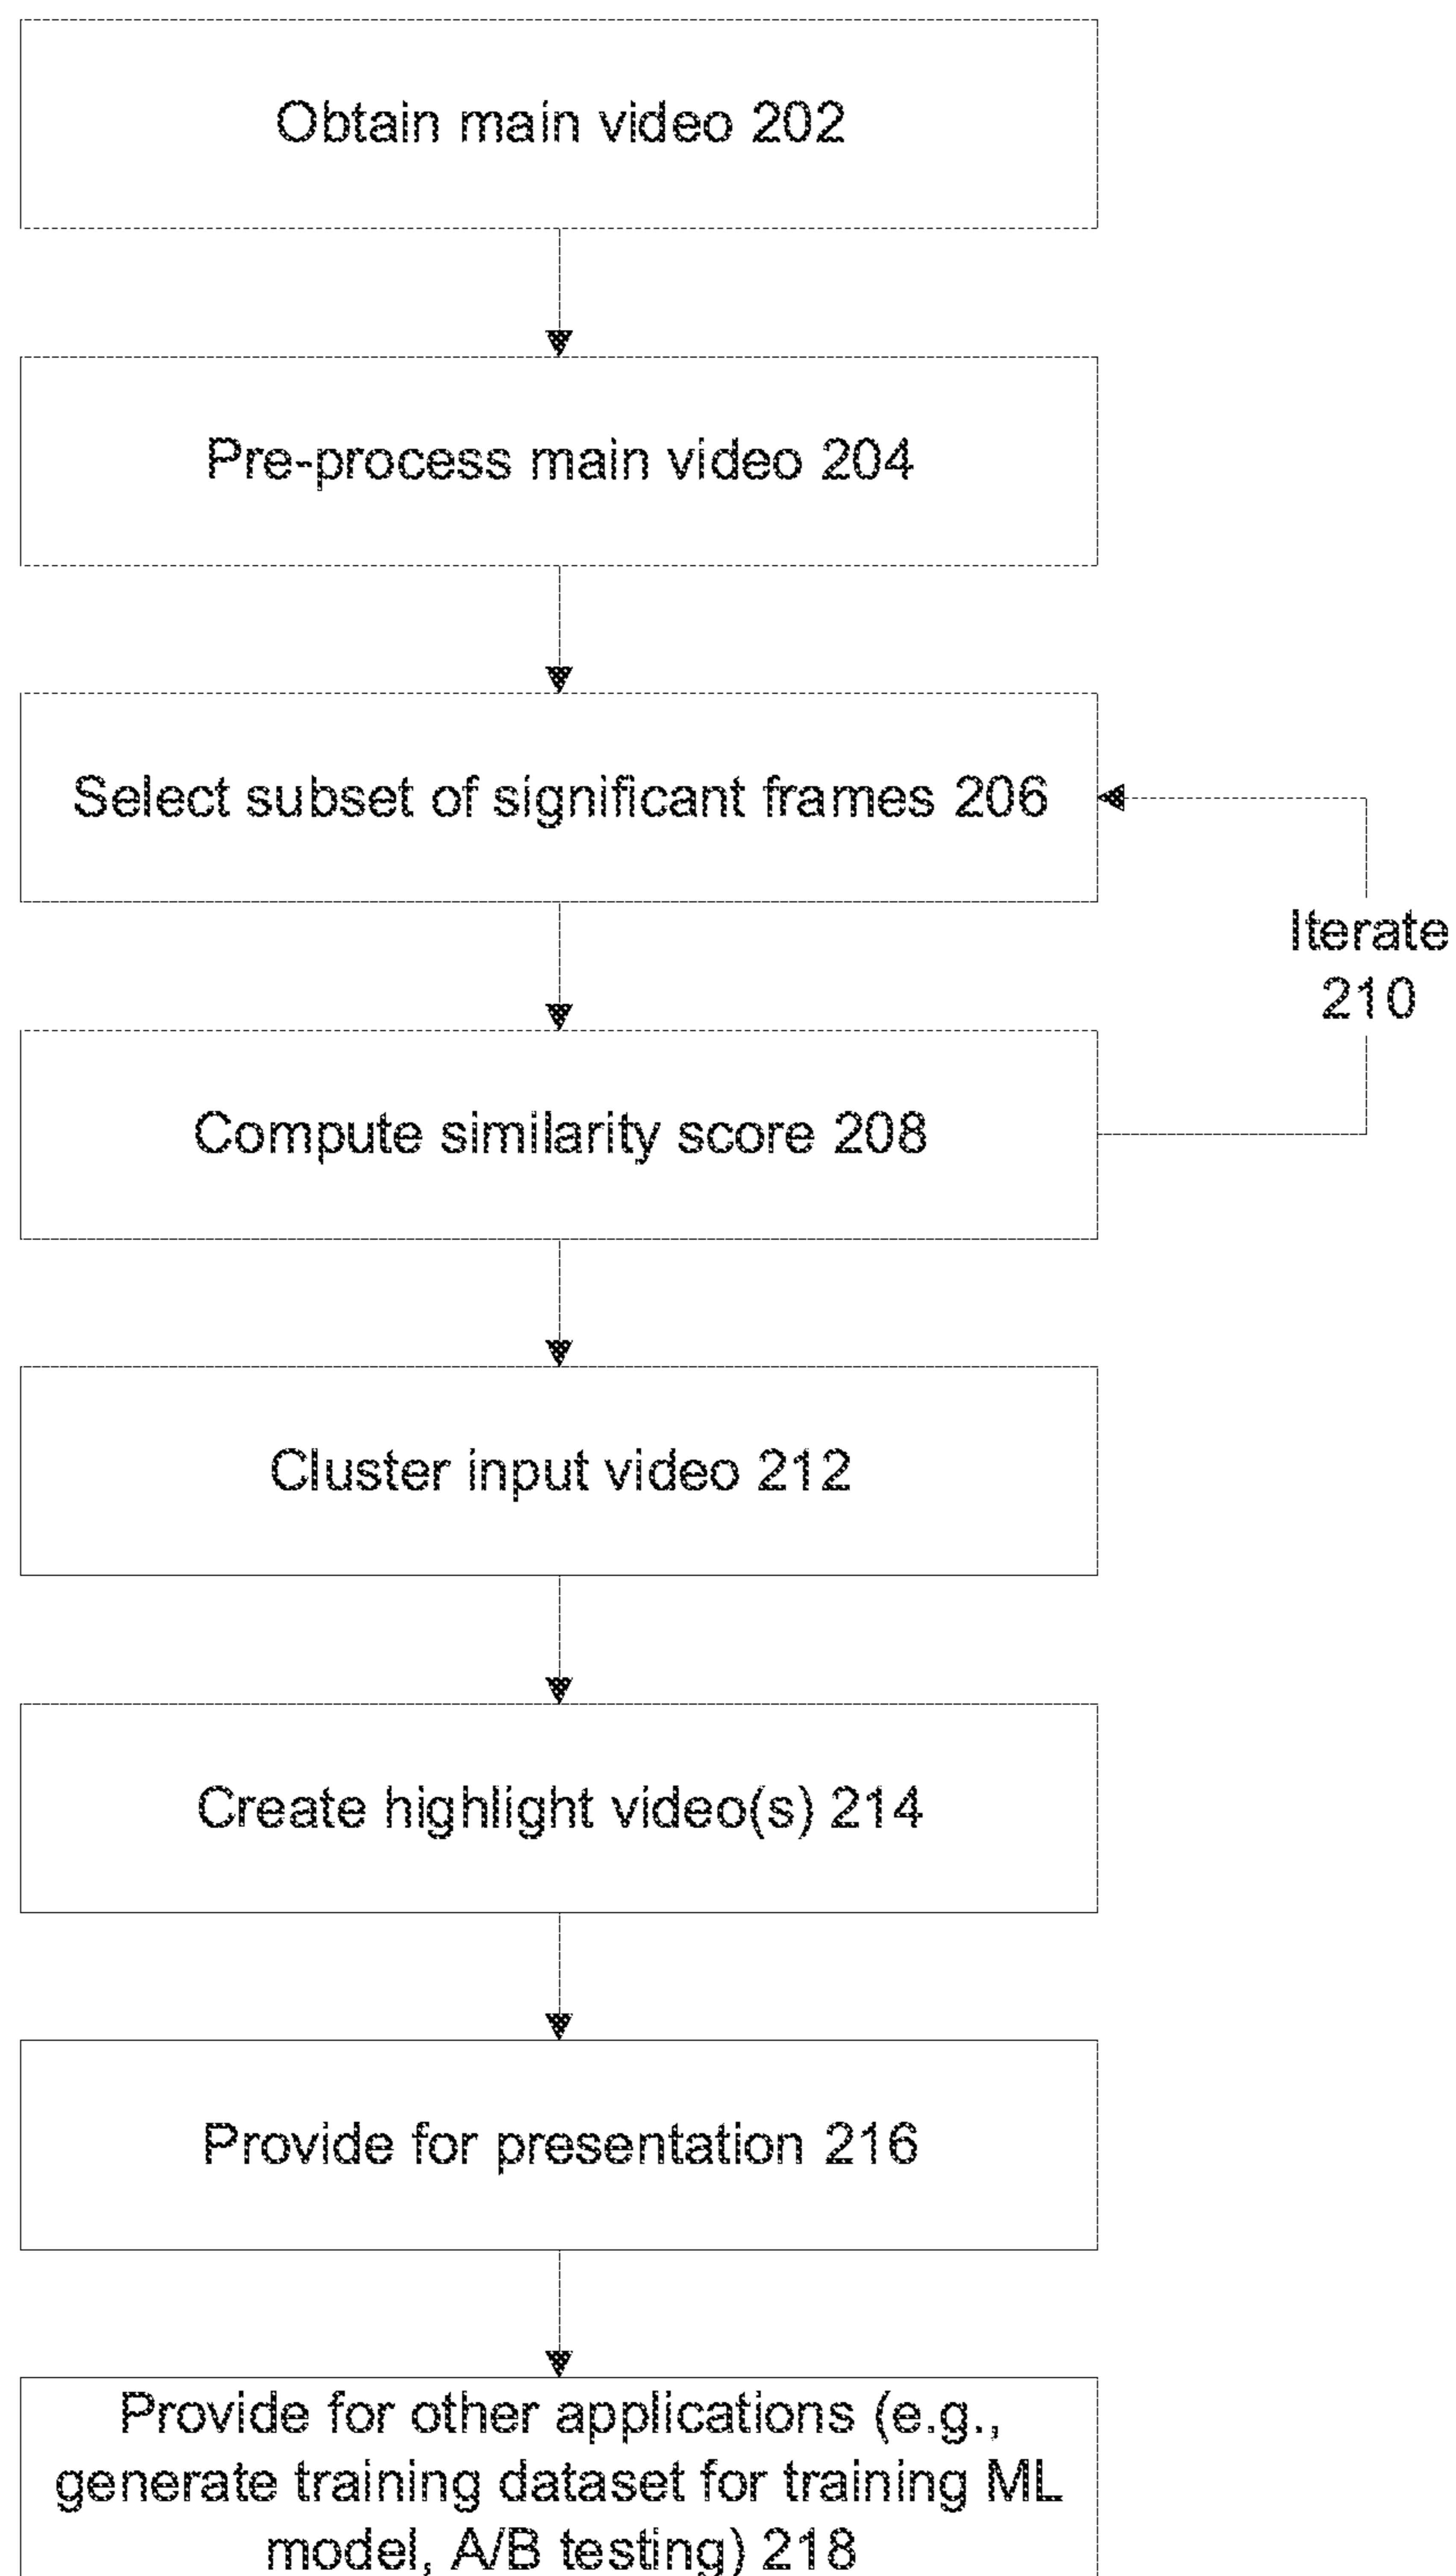 Obtain main video 202
Pre-process main video 204
Select subset of significant frames 206
Iterate
210
Compute similarity score 208
Cluster input video 212
Create highlight video(s) 214
Provide for presentation 216
Provide for other applications (e.g.,
generate training dataset for training ML
model, A/B testing) 218